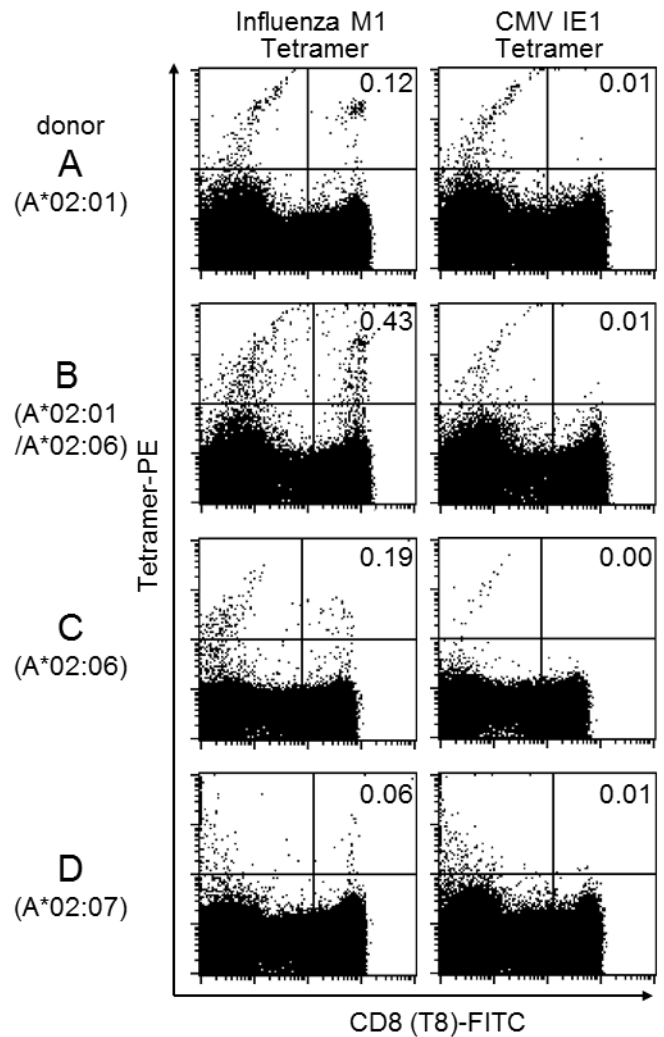 Influenza M1
Tetramer
CMV IE1
Tetramer
donor
A
(A*02:01)
0.12
0.01
B
(A*02:01
/A*02:06)
0.43
0.01
C
(A*02:06)
0.19
0.00
D
(A*02:07)
0.06
0.01
Tetramer-PE
CD8 (T8)-FITC